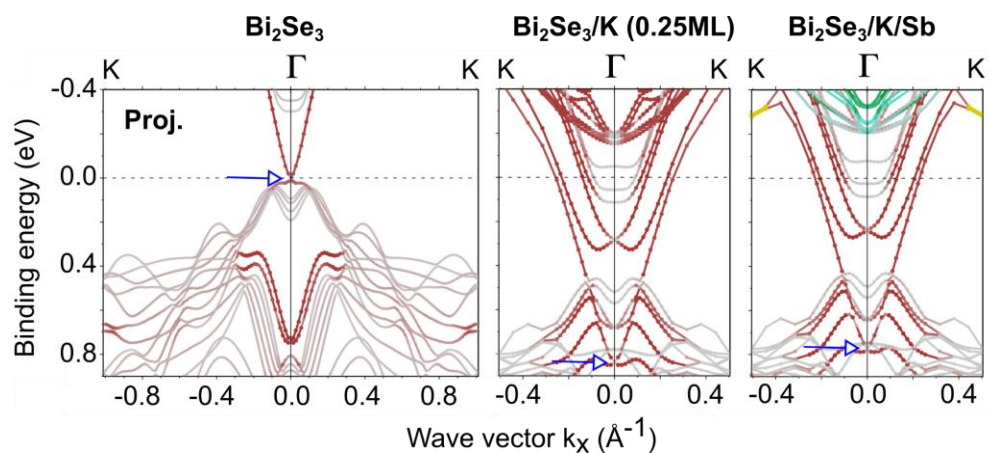 Bi₂Se₃
Bi₂Se₃/K (0.25ML)
Bi₂Se₃/K/Sb
K Γ K
K Γ K
K Γ K
Proj.
Binding energy (eV)
-0.4
0.0
0.4
0.8
-0.8 -0.4 0.0 0.4 0.8
-0.4 0.0 0.4
-0.4 0.0 0.4
Wave vector kₓ (Å⁻¹)